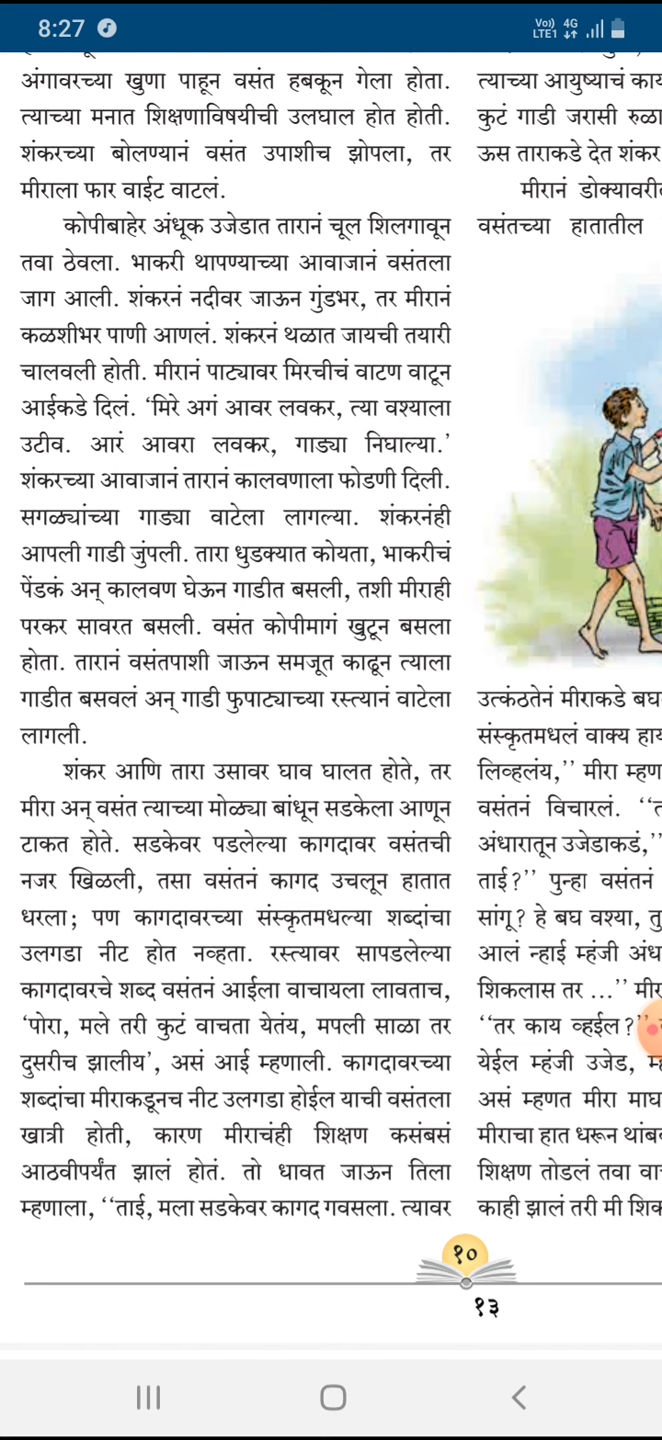 8:27
Vo)) 4G
LTE1
अंगावरच्या खुणा पाहून वसंत हबकून गेला होता.
त्याच्या मनात शिक्षणाविषयीची उलघाल होत होती.
शंकरच्या बोलण्यानं वसंत उपाशीच झोपला, तर
मीराला फार वाईट वाटलं.
कोपीबाहेर अंधूक उजेडात तारानं चूल शिलगावून
तवा ठेवला. भाकरी थापण्याच्या आवाजानं वसंतला
जाग आली. शंकरनं नदीवर जाऊन गुंडभर, तर मीरानं
कळशीभर पाणी आणलं. शंकरनं थळात जायची तयारी
चालवली होती. मीरानं पाट्यावर मिरचीचं वाटण वाटून
आईकडे दिलं. ‘मिरे अगं आवर लवकर, त्या वश्याला
उटीव. आरं आवरा लवकर, गाड्या निघाल्या.’
शंकरच्या आवाजानं तारानं कालवणाला फोडणी दिली.
सगळ्यांच्या गाड्या वाटेला लागल्या. शंकरनंही
आपली गाडी जुंपली. तारा धुडक्यात कोयता, भाकरीचं
पेंडकं अन् कालवण घेऊन गाडीत बसली, तशी मीराही
परकर सावरत बसली. वसंत कोपीमागं खुटून बसला
होता. तारानं वसंतपाशी जाऊन समजूत काढून त्याला
गाडीत बसवलं अन् गाडी फुपाट्याच्या रस्त्यानं वाटेला
लागली.
शंकर आणि तारा उसावर घाव घालत होते, तर
मीरा अन् वसंत त्याच्या मोळ्या बांधून सडकेला आणून
टाकत होते. सडकेवर पडलेल्या कागदावर वसंतची
नजर खिळली, तसा वसंतनं कागद उचलून हातात
धरला; पण कागदावरच्या संस्कृतमधल्या शब्दांचा
उलगडा नीट होत नव्हता. रस्त्यावर सापडलेल्या
कागदावरचे शब्द वसंतनं आईला वाचायला लावताच,
‘पोरा, मले तरी कुटं वाचता येतंय, मपली साळा तर
दुसरीच झालीय’, असं आई म्हणाली. कागदावरच्या
शब्दांचा मीराकडूनच नीट उलगडा होईल याची वसंतला
खात्री होती, कारण मीराचंही शिक्षण कसंबसं
आठवीपर्यंत झालं होतं. तो धावत जाऊन तिला
म्हणाला, ‘‘ताई, मला सडकेवर कागद गवसला. त्यावर
त्याच्या आयुष्याचं
कुटं गाडी जरासी
ऊस ताराकडे देत शंकर
मीरानं
वसंतच्या हातातील
उत्कंठतेनं मीराकडे
संस्कृतमधलं वाक्य
लिव्हलंय,’’ मीरा
वसंतनं विचारलं. ‘‘
अंधारातून उजेडाकडं,’’
ताई?’’ पुन्हा वसंतनं
सांगू? हे बघ वश्या, तु
आलं न्हाई म्हंजी
शिकलास तर ...’’
‘‘तर काय व्हईल?’’
येईल म्हंजी उजेड,
असं म्हणत मीरा
मीराचा हात धरून
शिक्षण तोडलं तवा
काही झालं तरी मी
१०
१३